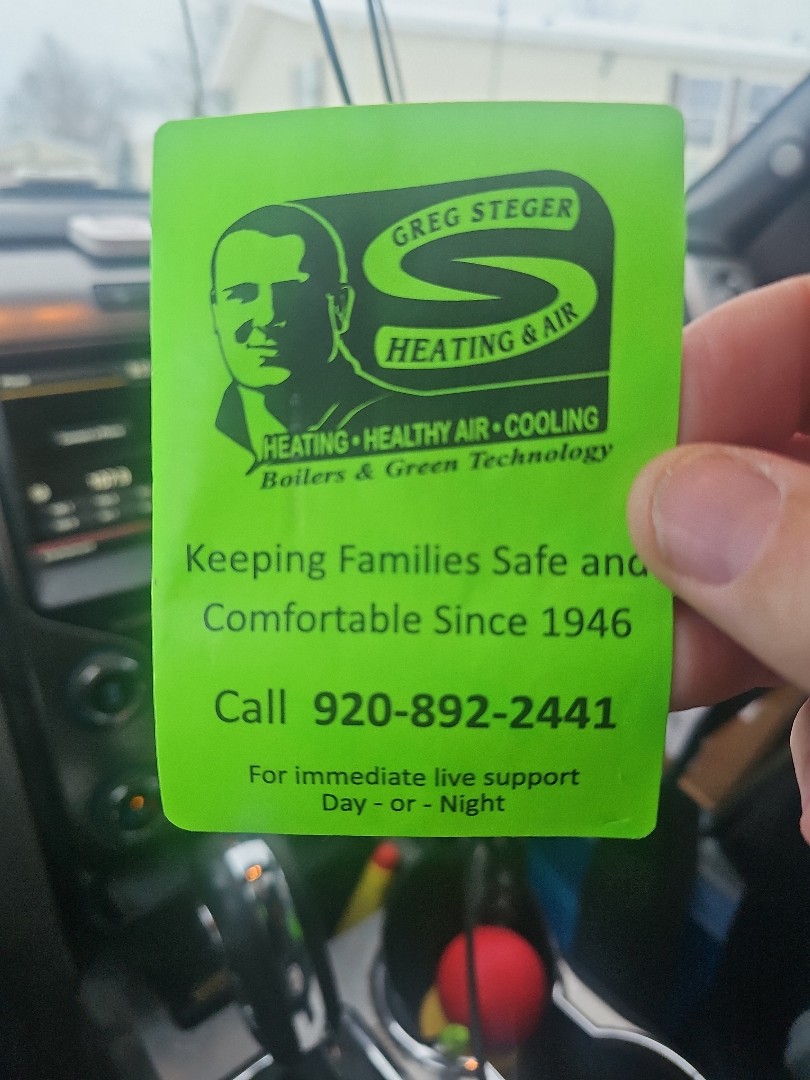 GREG STEGER
HEATING & AIR
HEATING • HEALTHY AIR • COOLING
Boilers & Green Technology
Keeping Families Safe and
Comfortable Since 1946
Call 920-892-2441
For immediate live support
Day - or - Night